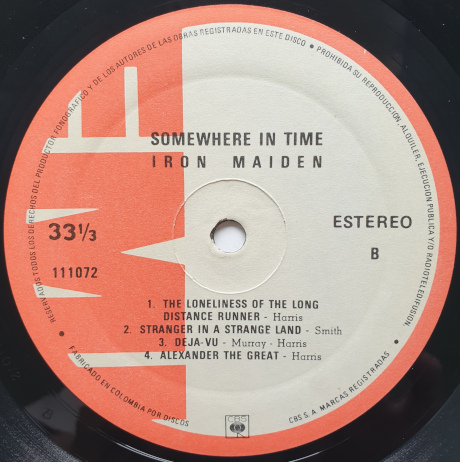 RESERVADOS TODOS LOS DERECHOS DEL PRODUCTOR FONOGRAFICO Y DE LOS AUTORES DE LAS OBRAS REGISTRADAS EN ESTE DISCO • PROHIBIDA SU REPRODUCCION, ALQUILER, EJECUCION PUBLICA Y/O RADIOTELEDIFUSION.
EMI
SOMEWHERE IN TIME
IRON MAIDEN
33 1/3
ESTEREO
111072
B
1. THE LONELINESS OF THE LONG
DISTANCE RUNNER - Harris
2. STRANGER IN A STRANGE LAND - Smith
3. DEJA-VU - Murray - Harris
4. ALEXANDER THE GREAT - Harris
• FABRICADO EN COLOMBIA POR DISCOS
CBS
CBS S.A. MARCAS REGISTRADAS •